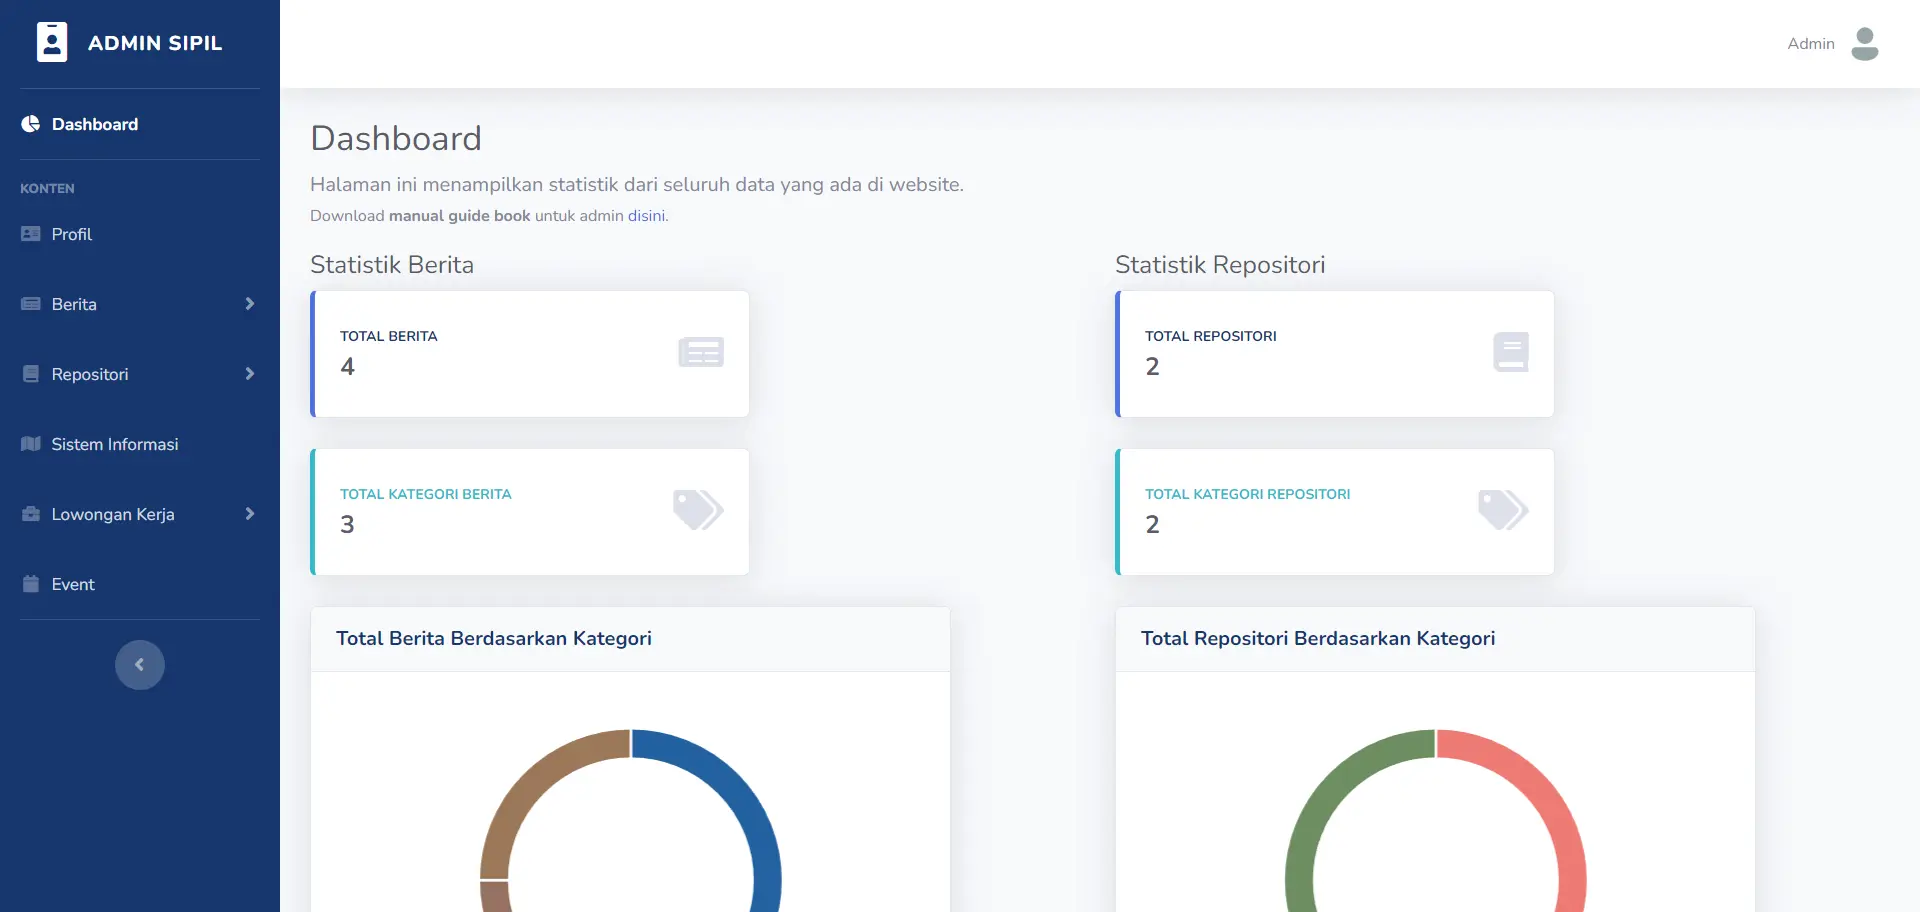 ADMIN SIPIL
Admin
Dashboard
KONTEN
Profil
Berita
Repositori
Sistem Informasi
Lowongan Kerja
Event
Dashboard
Halaman ini menampilkan statistik dari seluruh data yang ada di website.
Download manual guide book untuk admin disini.
Statistik Berita
TOTAL BERITA
4
TOTAL KATEGORI BERITA
3
Total Berita Berdasarkan Kategori
Statistik Repositori
TOTAL REPOSITORI
2
TOTAL KATEGORI REPOSITORI
2
Total Repositori Berdasarkan Kategori